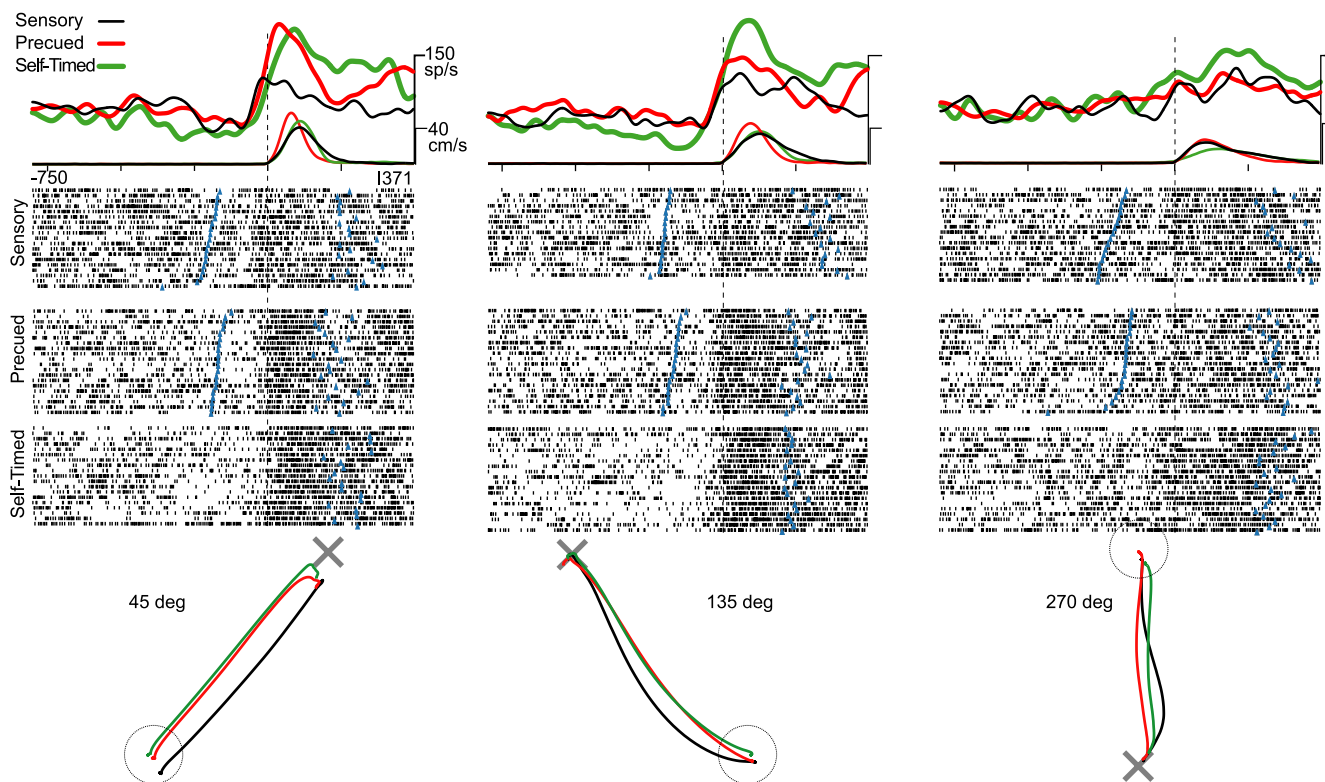 Sensory
Precued
Self-Timed
150
sp/s
40
cm/s
-750
371
Sensory
Precued
Self-Timed
45 deg
135 deg
270 deg